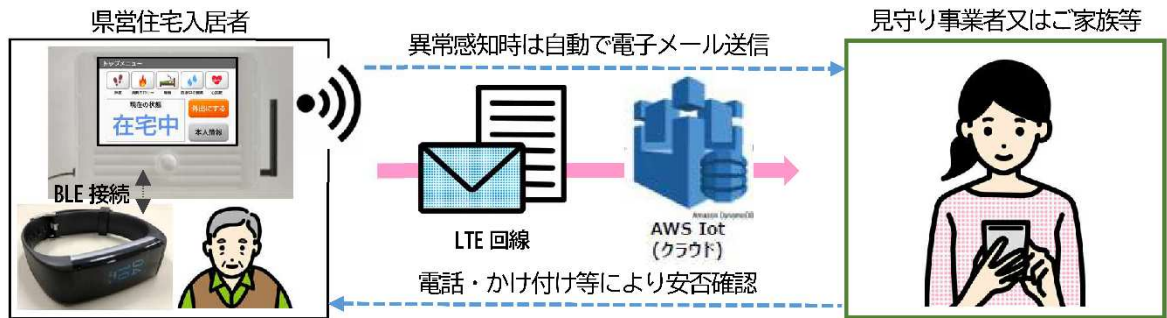 県営住宅入居者
見守り事業者又はご家族等
異常感知時は自動で電子メール送信
トップメニュー
現在の状態
在宅中
外出にする
本人情報
BLE 接続
LTE 回線
Amazon DynamoDB
AWS Iot
(クラウド)
電話・かけ付け等により安否確認